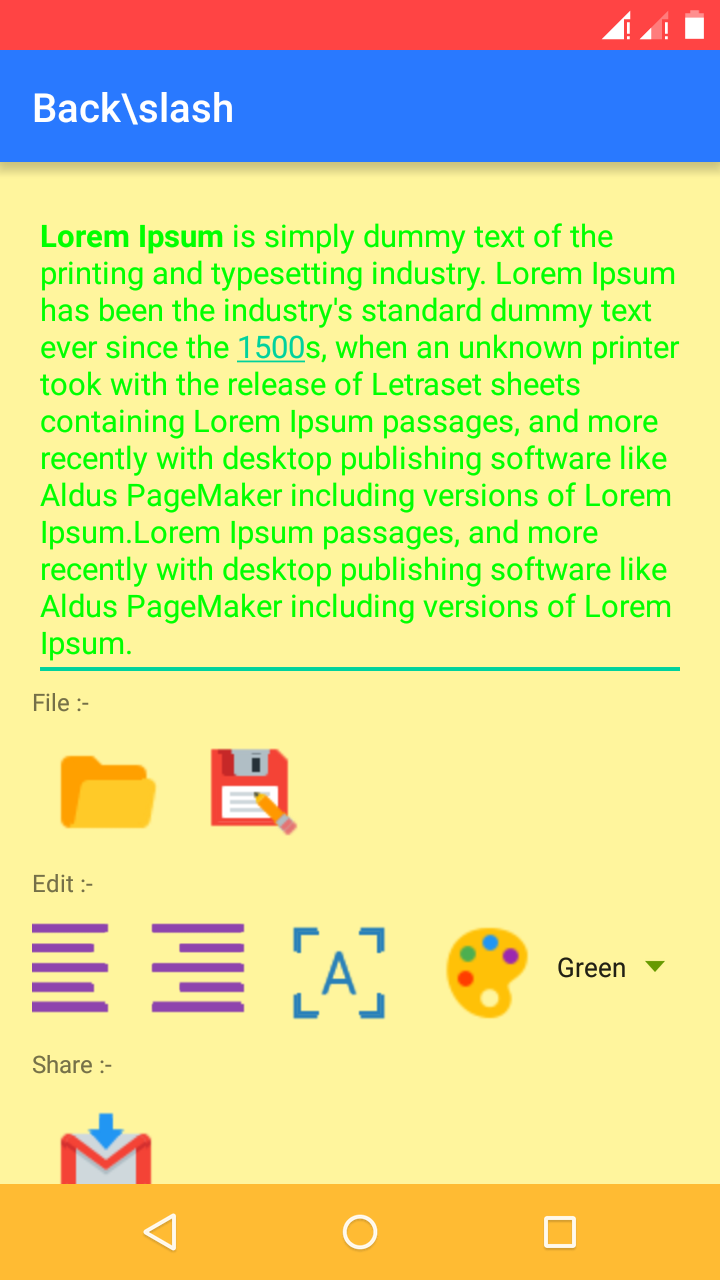 Back\slash
Lorem Ipsum is simply dummy text of the
printing and typesetting industry. Lorem Ipsum
has been the industry's standard dummy text
ever since the 1500s, when an unknown printer
took with the release of Letraset sheets
containing Lorem Ipsum passages, and more
recently with desktop publishing software like
Aldus PageMaker including versions of Lorem
Ipsum.Lorem Ipsum passages, and more
recently with desktop publishing software like
Aldus PageMaker including versions of Lorem
Ipsum.
File :-
Edit :-
A
Green
Share :-